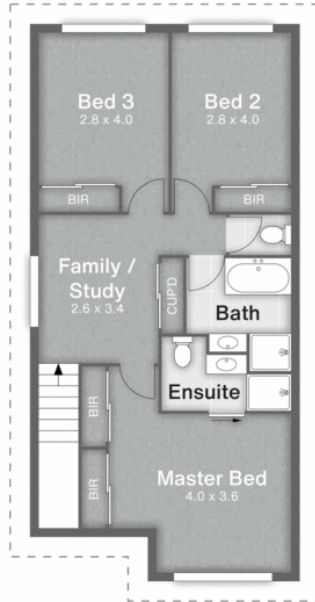 Bed 3
2.8 x 4.0
Bed 2
2.8 x 4.0
BIR
BIR
Family /
Study
2.6 x 3.4
CUP'D
Bath
Ensuite
BIR
BIR
Master Bed
4.0 x 3.6